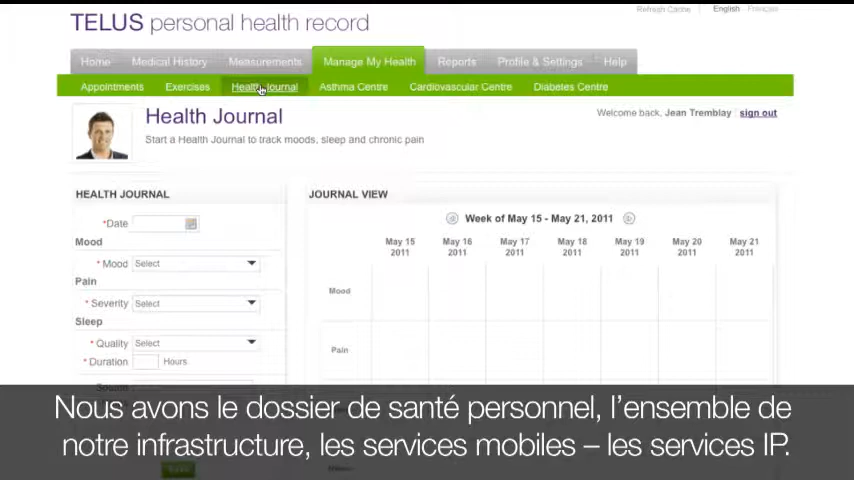 Refresh Cache English Français
TELUS personal health record
Home Medical History Measurements Manage My Health Reports Profile & Settings Help
Appointments Exercises Health Journal Asthma Centre Cardiovascular Centre Diabetes Centre
Health Journal
Welcome back, Jean Tremblay sign out
Start a Health Journal to track moods, sleep and chronic pain
HEALTH JOURNAL
JOURNAL VIEW
*Date
Week of May 15 - May 21, 2011
Mood
May 15 2011 May 16 2011 May 17 2011 May 18 2011 May 19 2011 May 20 2011 May 21 2011
* Mood Select
Pain
Mood
* Severity Select
Sleep
* Quality Select
Pain
* Duration Hours
Nous avons le dossier de santé personnel, l'ensemble de
notre infrastructure, les services mobiles – les services IP.